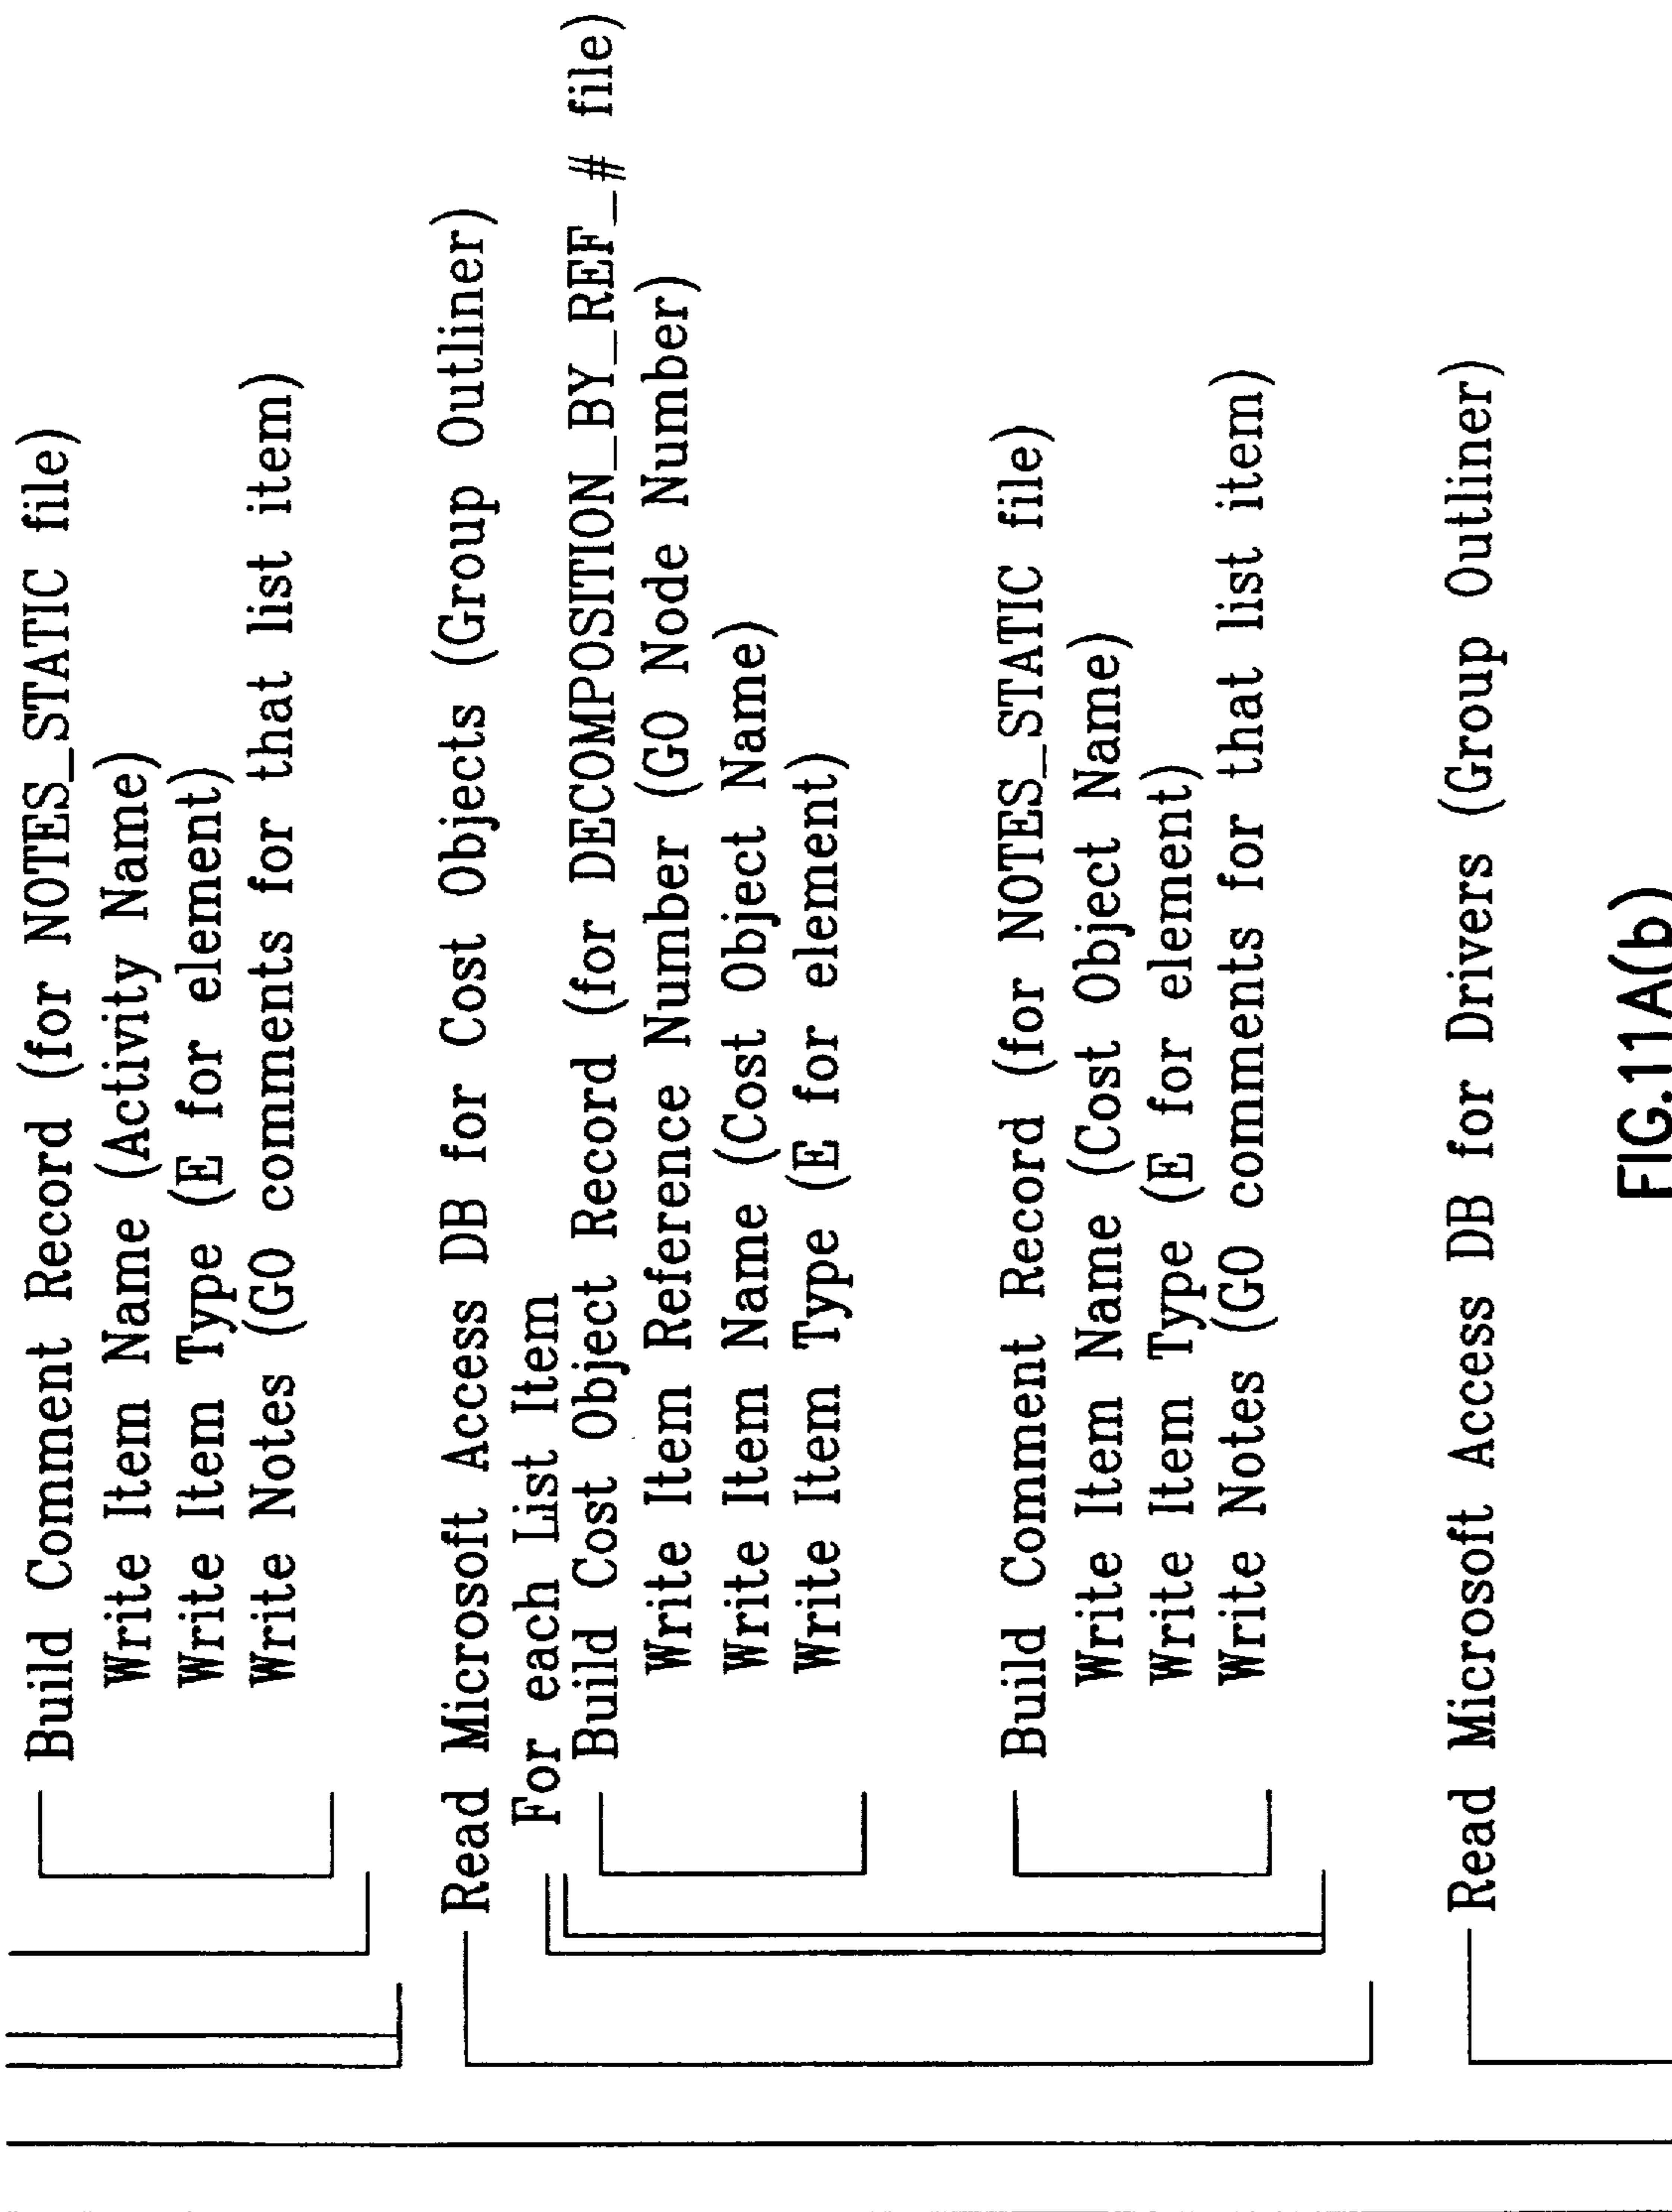 Build Comment Record (for NOTES_STATIC file)
Write Item Name (Activity Name)
Write Item Type (E for element)
Write Notes (GO comments for that list item)
Read Microsoft Access DB for Cost Objects (Group Outliner)
For each List Item
Build Cost Object Record (for DECOMPOSITION_BY_REF_# file)
Write Item Reference Number (GO Node Number)
Write Item Name (Cost Object Name)
Write Item Type (E for element)
Build Comment Record (for NOTES_STATIC file)
Write Item Name (Cost Object Name)
Write Item Type (E for element)
Write Notes (GO comments for that list item)
Read Microsoft Access DB for Drivers (Group Outliner)
FIG.11A(b)